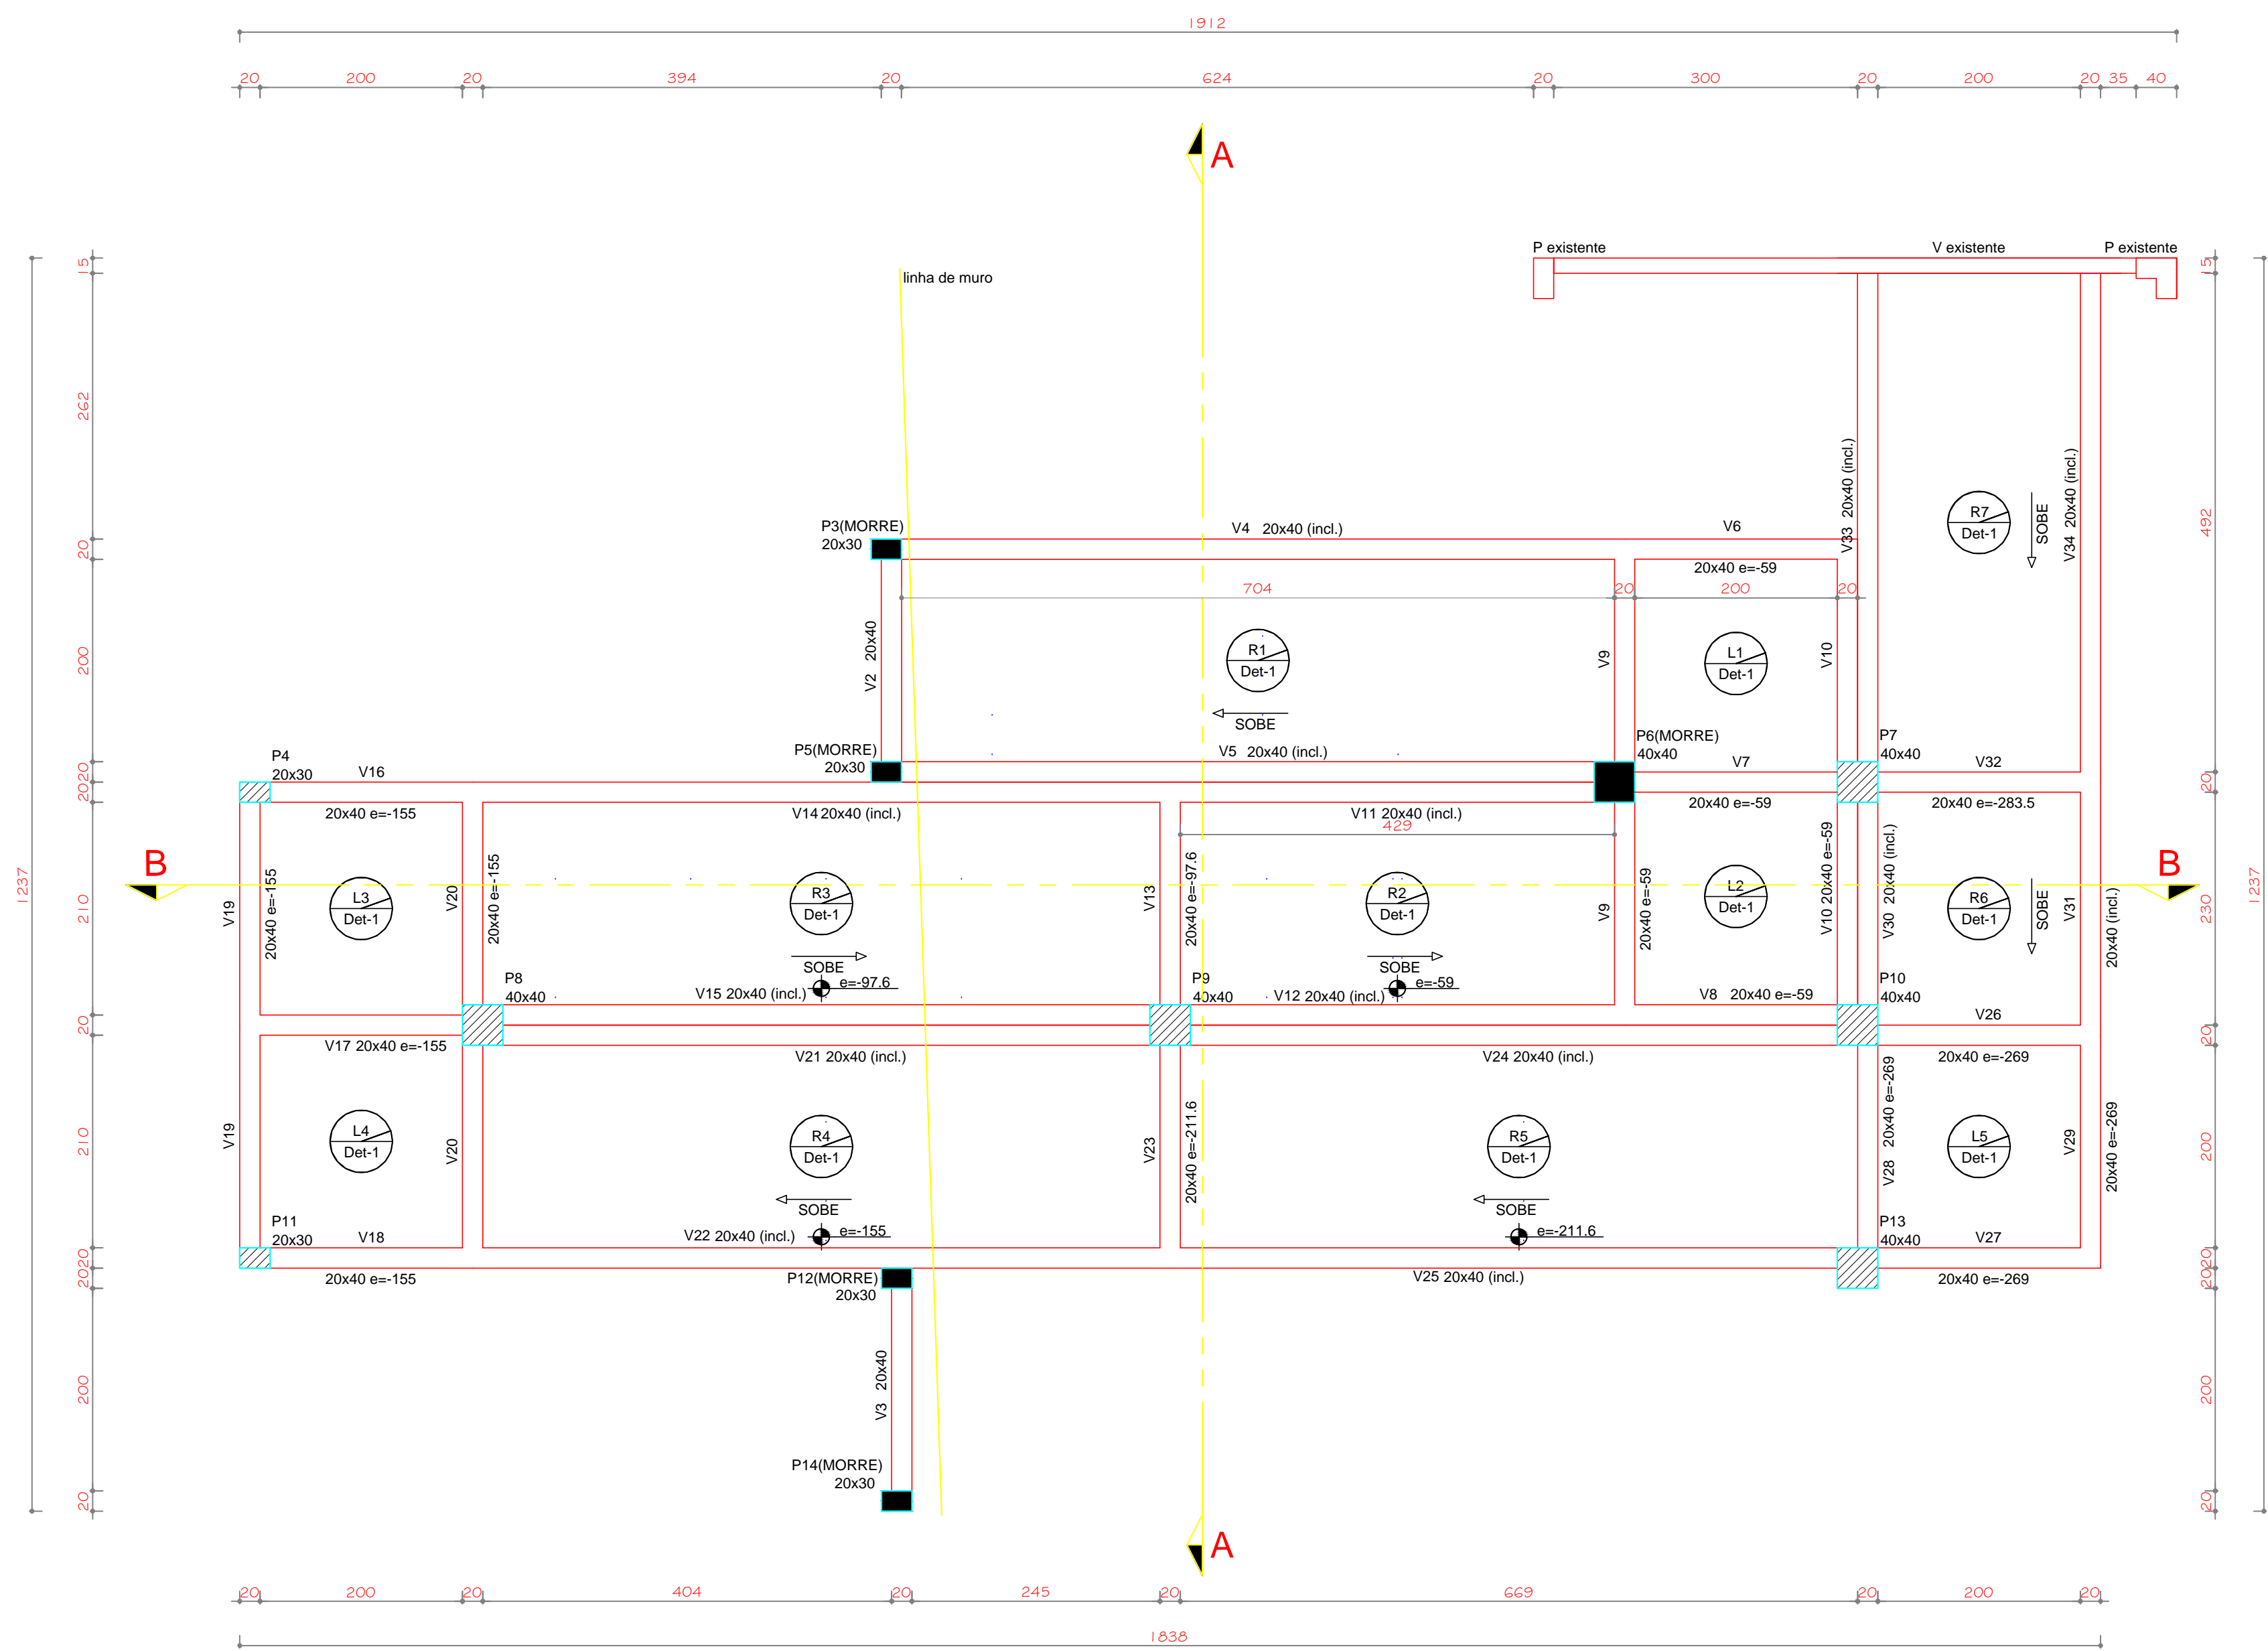 1912
20 200 20 394 20 624 20 300 20 200 20 35 40
A
P existente V existente P existente
15 15
linha de muro
262
492
1237 1237
P3(MORRE)
20x30
V4 20x40 (incl.) V6
20x40 e=-59
20
704 20 200 20
V33 20x40 (incl.)
R7
Det-1
SOBE
V34 20x40 (incl.)
200
V2 20x40
R1
Det-1
SOBE
V9
L1
Det-1
V10
P5(MORRE)
20x30
V5 20x40 (incl.)
P6(MORRE)
40x40
V7
20x40 e=-59
P7
40x40
V32
20x40 e=-283.5
P4
20x30
V16
20x40 e=-155
V14 20x40 (incl.)
V11 20x40 (incl.)
429
2020 20
B B
210 230
V19
20x40 e=-155
L3
Det-1
V20
20x40 e=-155
R3
Det-1
SOBE
e=-97.6
V13
20x40 e=-97.6
R2
Det-1
SOBE
e=-59
V9
20x40 e=-59
L2
Det-1
V10 20x40 e=-59
V30 20x40 (incl.)
R6
Det-1
SOBE
V31
20x40 (incl.)
P8
40x40
V15 20x40 (incl.)
P9
40x40
V12 20x40 (incl.)
V8 20x40 e=-59
P10
40x40
V26
20x40 e=-269
20 20
V17 20x40 e=-155
V21 20x40 (incl.)
V24 20x40 (incl.)
210 200
V19
L4
Det-1
V20
R4
Det-1
SOBE
e=-155
V23
20x40 e=-211.6
R5
Det-1
SOBE
e=-211.6
V28 20x40 e=-269
L5
Det-1
V29
20x40 e=-269
P11
20x30
V18
20x40 e=-155
V22 20x40 (incl.)
V25 20x40 (incl.)
P13
40x40
V27
20x40 e=-269
2020 2020
P12(MORRE)
20x30
200 200
V3 20x40
P14(MORRE)
20x30
20 20
A
20 200 20 404 20 245 20 669 20 200 20
1838